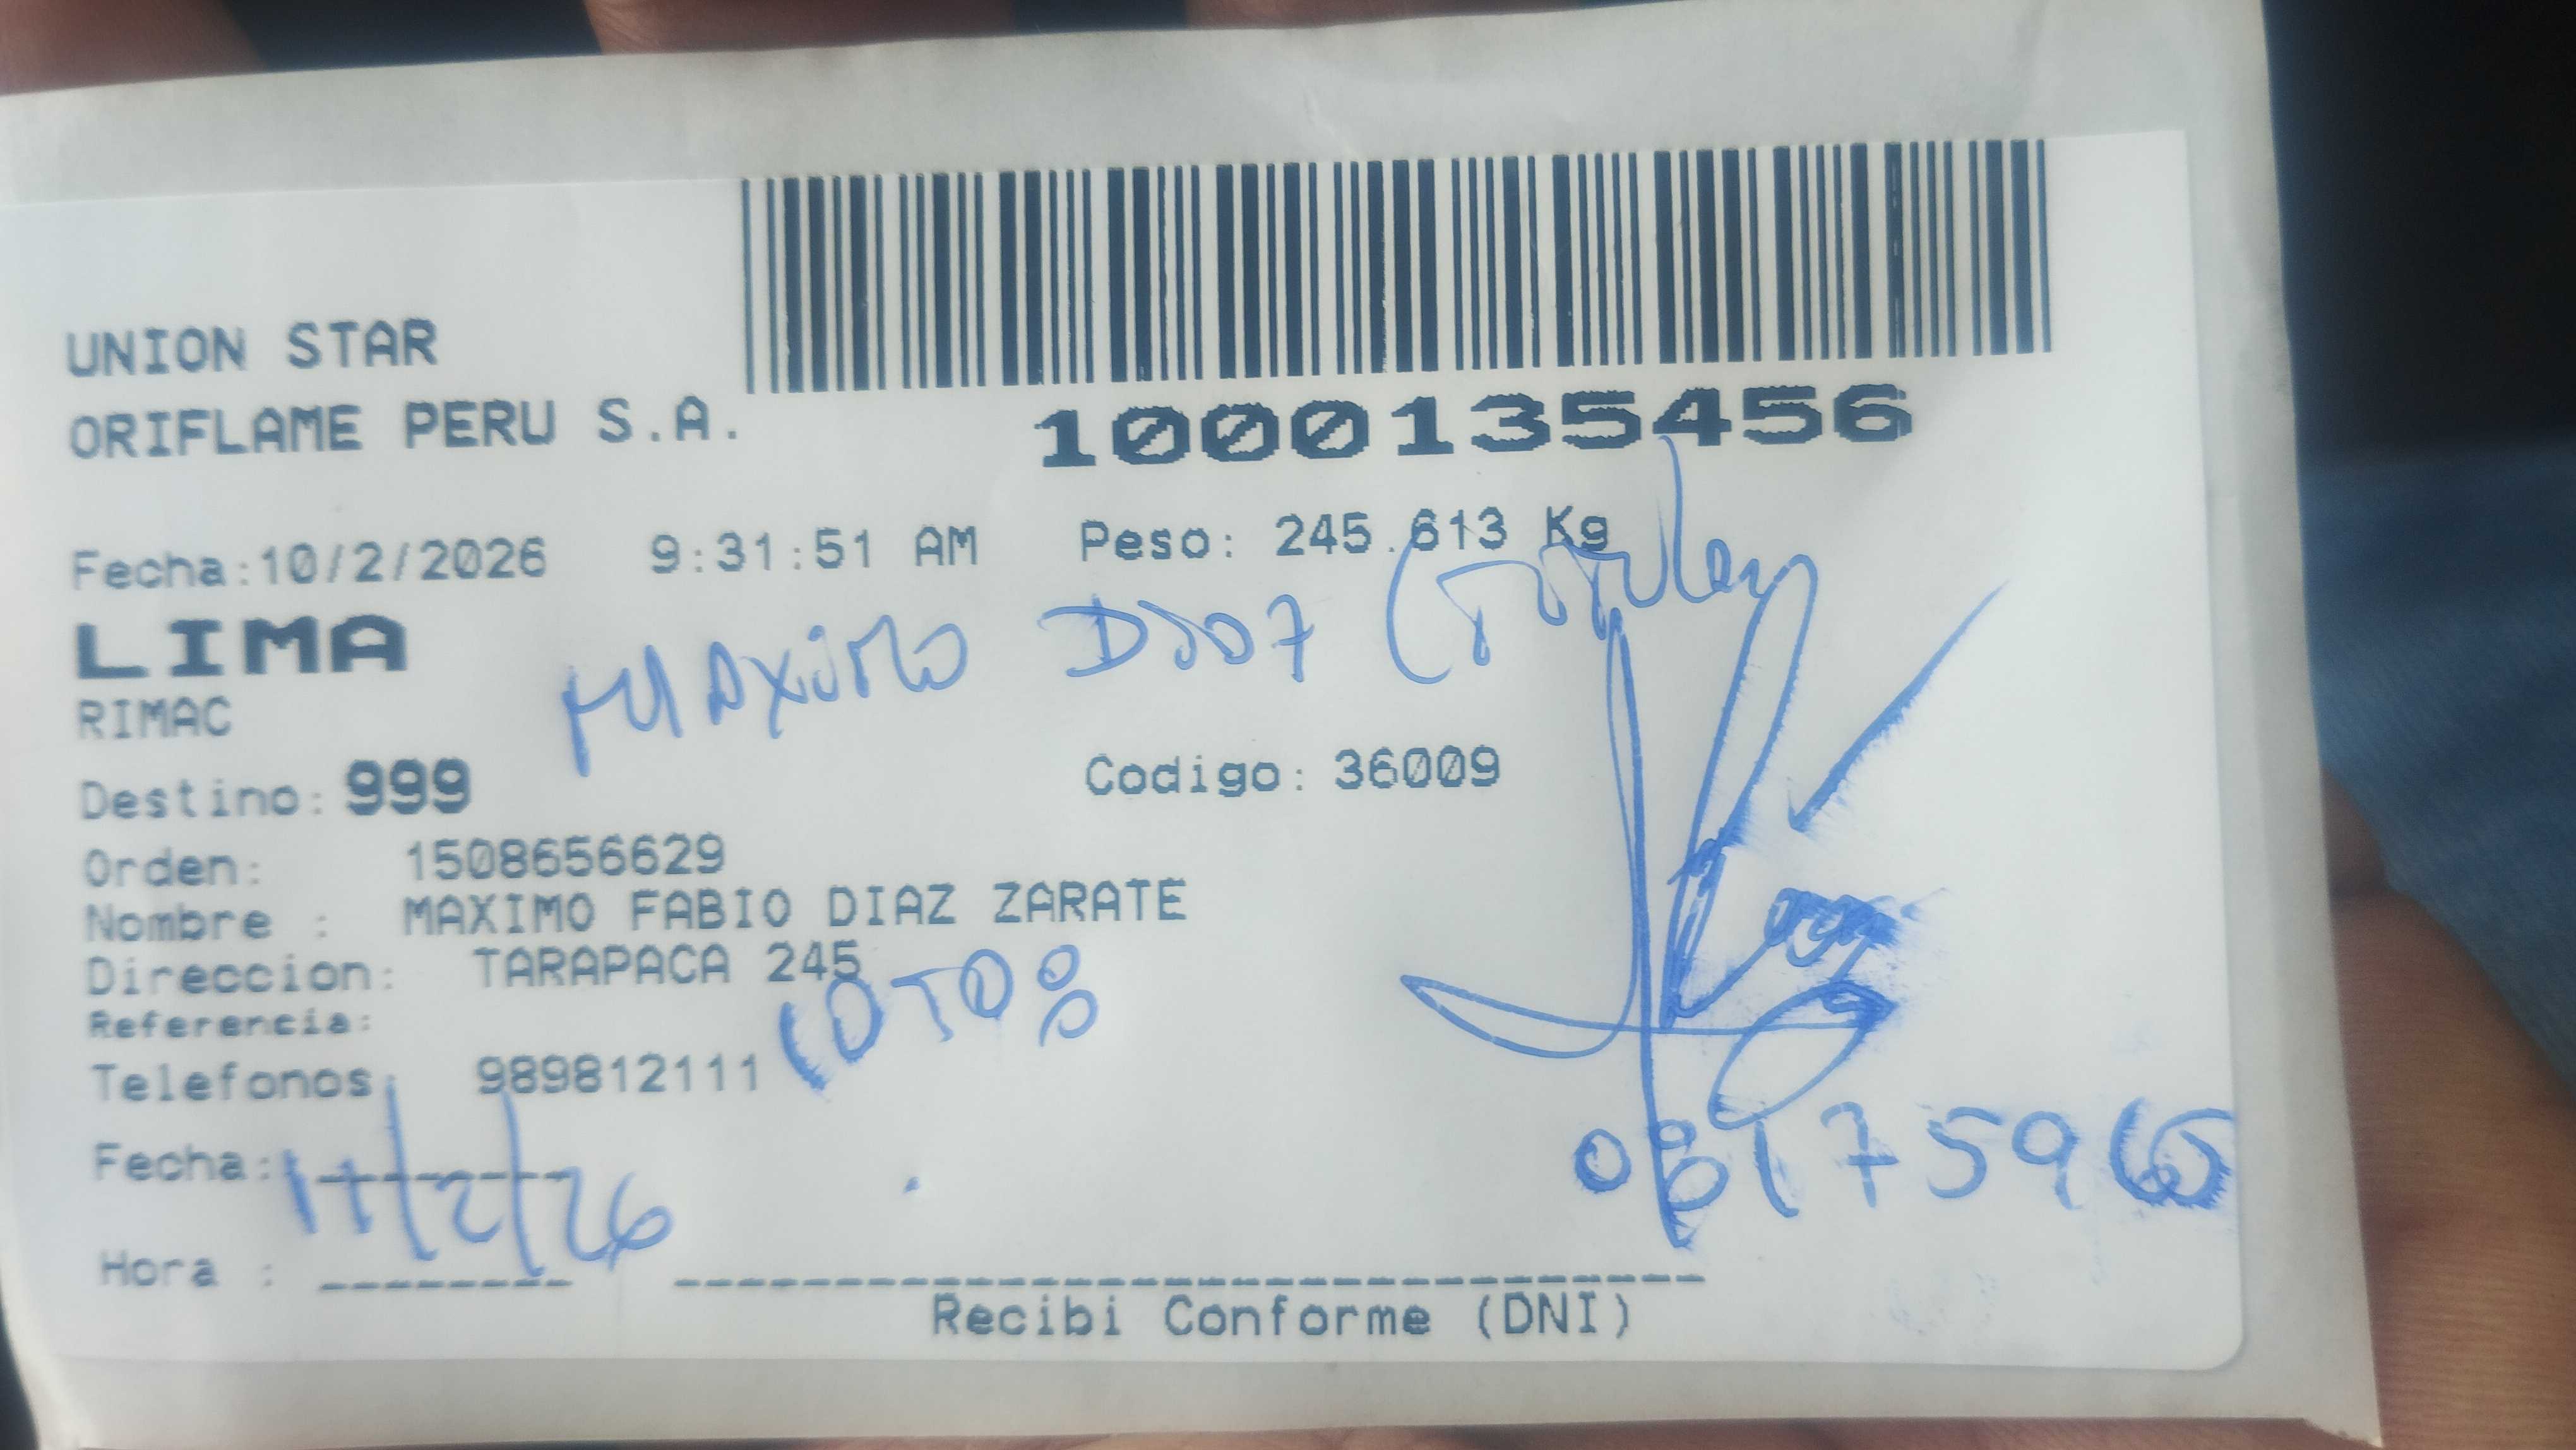 UNION STAR
ORIFLAME PERU S.A.
1000135456
Fecha:10/2/2026 9:31:51 AM Peso: 245.613 Kg
LIMA
RIMAC
MAXIMO
Destino: 999 Codigo: 36009
Orden: 1508656629
Nombre : MAXIMO FABIO DIAZ ZARATE
Direccion: TARAPACA 245
Referencia:
Telefonos: 989812111
Fecha: 11/2/26
Hora :
Recibi Conforme (DNI)